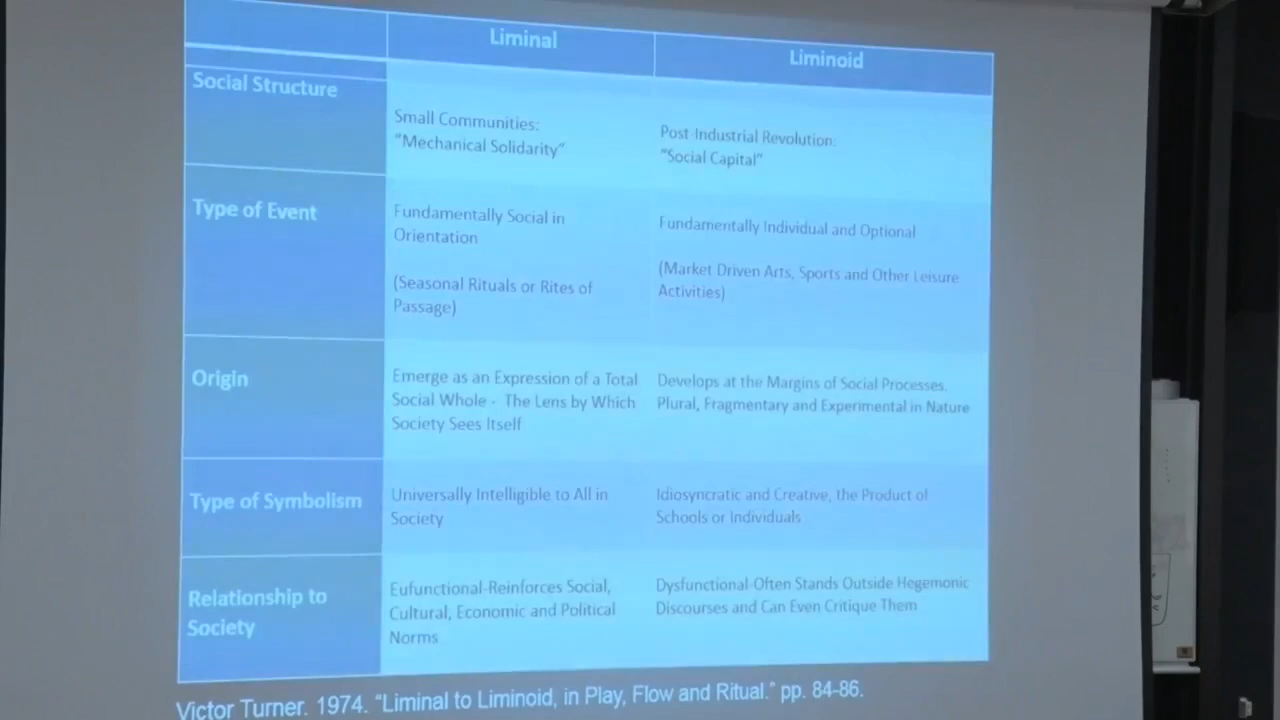 Liminal
Liminoid
Social Structure
Small Communities:
"Mechanical Solidarity"
Post-Industrial Revolution:
"Social Capital"
Type of Event
Fundamentally Social in
Orientation
(Seasonal Rituals or Rites of
Passage)
Fundamentally Individual and Optional
(Market Driven Arts, Sports and Other Leisure
Activities)
Origin
Emerge as an Expression of a Total
Social Whole - The Lens by Which
Society Sees Itself
Develops at the Margins of Social Processes.
Plural, Fragmentary and Experimental in Nature
Type of Symbolism
Universally Intelligible to All in
Society
Idiosyncratic and Creative, the Product of
Schools or Individuals
Relationship to
Society
Eufunctional-Reinforces Social,
Cultural, Economic and Political
Norms
Dysfunctional-Often Stands Outside Hegemonic
Discourses and Can Even Critique Them
Victor Turner. 1974. "Liminal to Liminoid, in Play, Flow and Ritual." pp. 84-86.